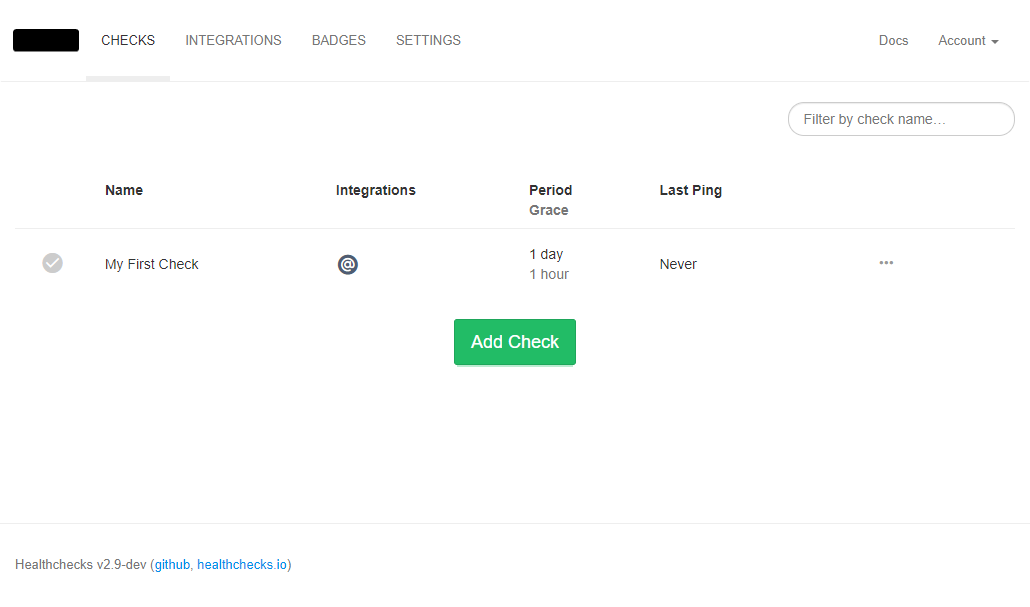 CHECKS INTEGRATIONS BADGES SETTINGS Docs Account
Filter by check name…
Name Integrations Period Last Ping
Grace
My First Check @ 1 day Never
1 hour
Add Check
Healthchecks v2.9-dev (github, healthchecks.io)